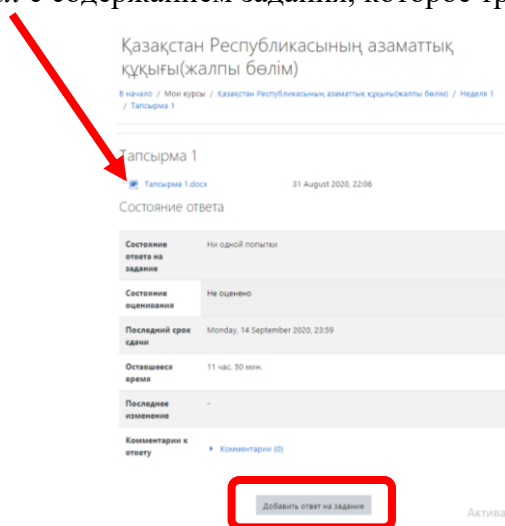 с содержанием задания, которое
Қазақстан Республикасының азаматтық
құқығы(жалпы бөлім)
В начало / Мои курсы / Қазақстан Республикасының азаматтық құқығы(жалпы бөлім) / Неделя 1
/ Тапсырма 1
Тапсырма 1
Тапсырма 1.docx 31 August 2020, 22:06
Состояние ответа
Состояние ответа на задание Ни одной попытки
Состояние оценивания Не оценено
Последний срок сдачи Monday, 14 September 2020, 23:59
Оставшееся время 11 час. 50 мин.
Последнее изменение -
Комментарии к ответу Комментарии (0)
Добавить ответ на задание